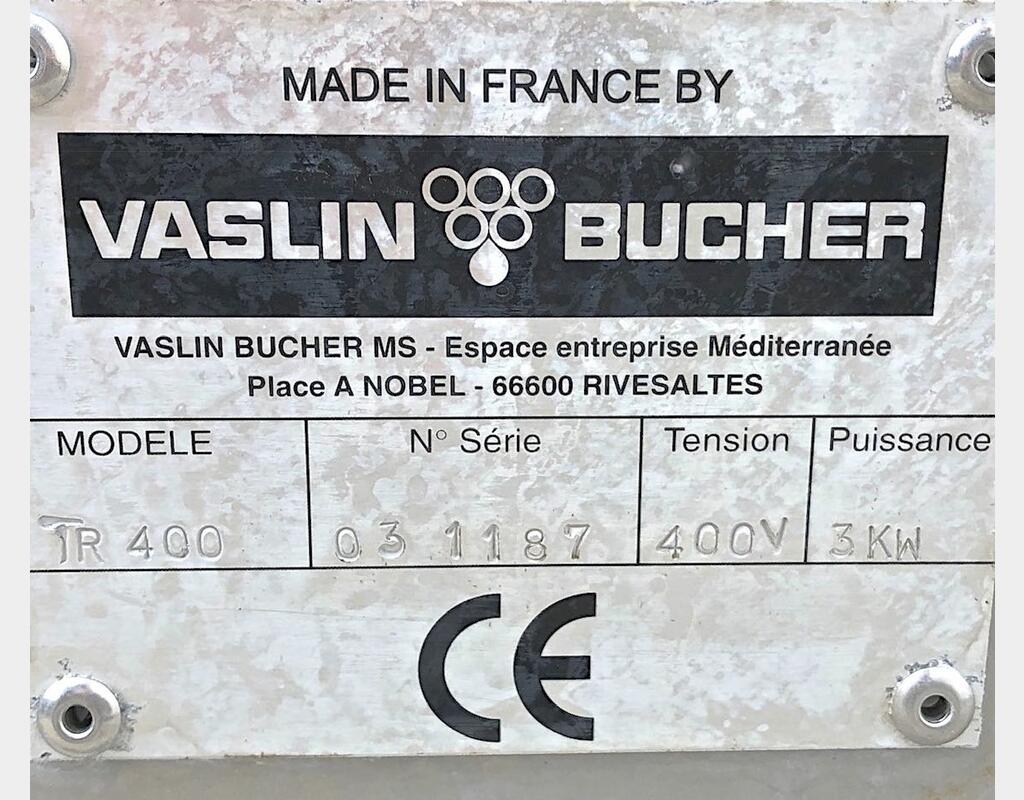 MADE IN FRANCE BY
VASLIN BUCHER
VASLIN BUCHER MS - Espace entreprise Méditerranée
Place A NOBEL - 66600 RIVESALTES
MODELE N° Série Tension Puissance
TR 400 03 1187 400V 3KW
CE